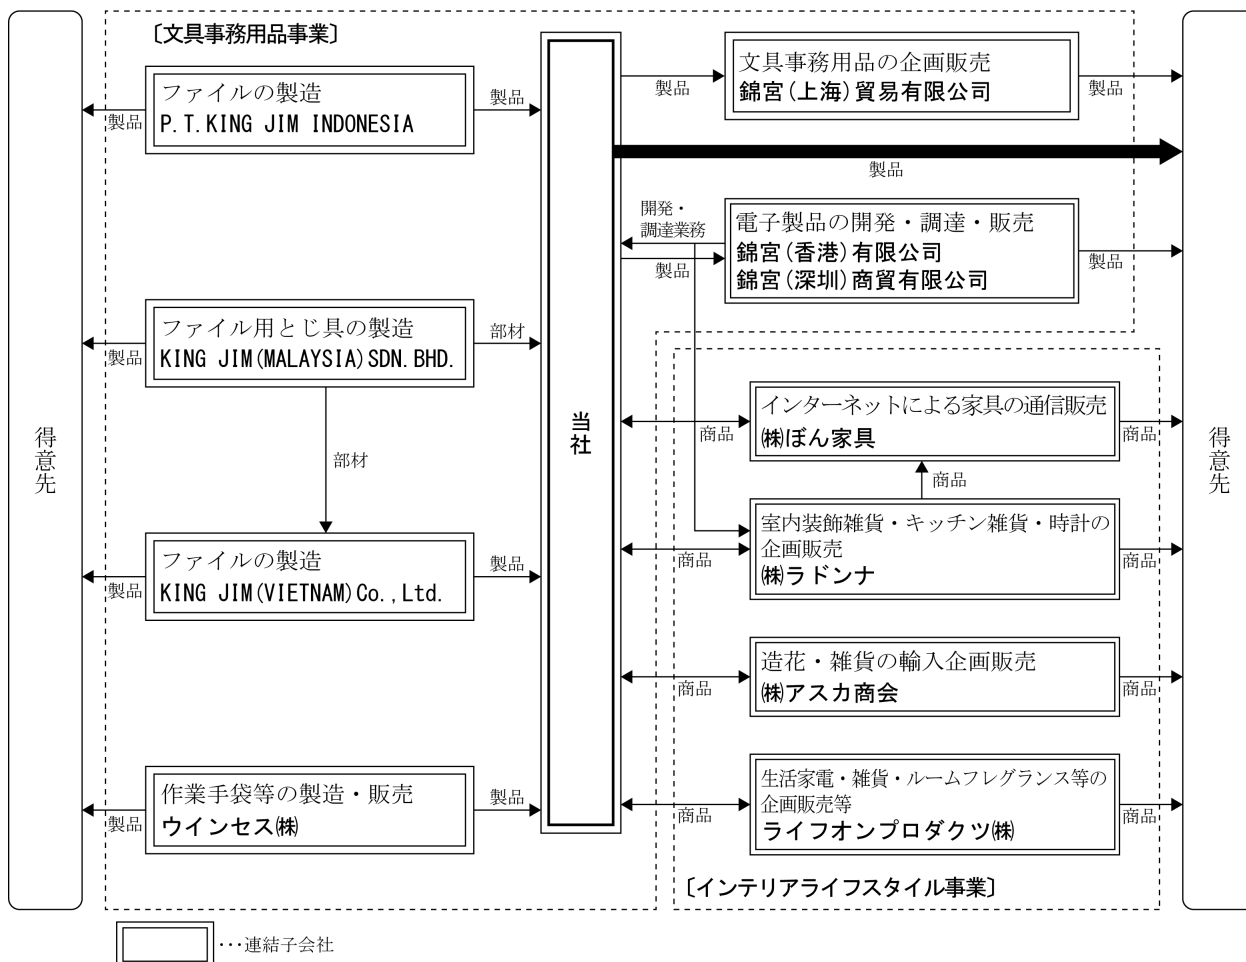 〔文具事務用品事業〕
ファイルの製造
P.T.KING JIM INDONESIA
製品
製品
ファイル用とじ具の製造
KING JIM(MALAYSIA)SDN.BHD.
製品
部材
部材
ファイルの製造
KING JIM(VIETNAM)Co.,Ltd.
製品
製品
作業手袋等の製造・販売
ウインセス㈱
製品
製品
得意先
当社
文具事務用品の企画販売
錦宮(上海)貿易有限公司
製品
製品
製品
開発・
調達業務
製品
電子製品の開発・調達・販売
錦宮(香港)有限公司
錦宮(深圳)商貿有限公司
製品
インターネットによる家具の通信販売
㈱ぼん家具
商品
商品
商品
室内装飾雑貨・キッチン雑貨・時計の
企画販売
㈱ラドンナ
商品
商品
造花・雑貨の輸入企画販売
㈱アスカ商会
商品
商品
生活家電・雑貨・ルームフレグランス等の
企画販売等
ライフオンプロダクツ㈱
商品
商品
〔インテリアライフスタイル事業〕
得意先
…連結子会社